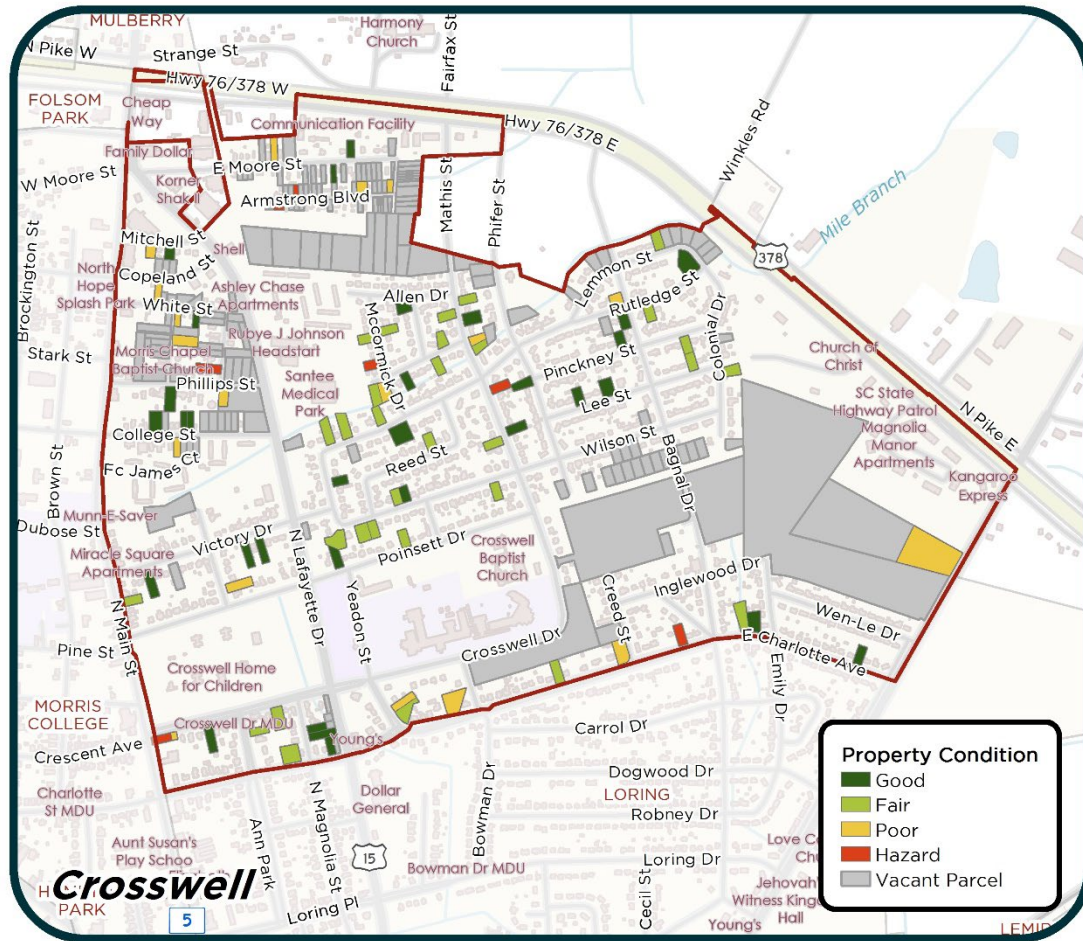 MULBERRY
Harmony
Church
Fairfax St
N Pike W
Strange St
Hwy 76/378 W
FOLSOM
PARK
Cheap
Way
Communication Facility
Hwy 76/378 E
Winkles Rd
Family Dollar
E Moore St
W Moore St
Korner
Shak
Armstrong Blvd
Mathis St
Phifer St
Mile Branch
Mitchell St
Shell
378
Brockington St
Copeland St
North
Hope
Splash Park
Ashley Chase
Apartments
Allen Dr
Lemmon St
Rutledge St
White St
Mccormick Dr
Colonial Dr
Stark St
Rubye J Johnson
Headstart
Morris Chapel
Baptist Church
Pinckney St
Church of
Christ
Phillips St
Santee
Medical
Park
Lee St
SC State
Highway Patrol
Magnolia
Manor
Apartments
N Pike E
College St
Reed St
Wilson St
Bagnal Dr
Fc James Ct
Kangaroo
Express
Brown St
Munn-E-Saver
Dubose St
Victory Dr
N Lafayette Dr
Poinsett Dr
Crosswell
Baptist
Church
Miracle Square
Apartments
Inglewood Dr
Yeadon St
Creed St
Wen-Le Dr
N Main St
Pine St
Crosswell Dr
E Charlotte Ave
Crosswell Home
for Children
Emily Dr
MORRIS
COLLEGE
Crosswell Dr MDU
Young's
Carrol Dr
Crescent Ave
Property Condition
Good
Fair
Poor
Hazard
Vacant Parcel
Charlotte
St MDU
N Magnolia St
Dollar
General
Bowman Dr
Dogwood Dr
LORING
Robney Dr
Ann Park
Aunt Susan's
Play Schoo
15
Bowman Dr MDU
Loring Dr
Love Co
Crosswell
PARK
Cecil St
Jehovah'
Witness King
Hall
5
Loring Pl
Young's
LEMI